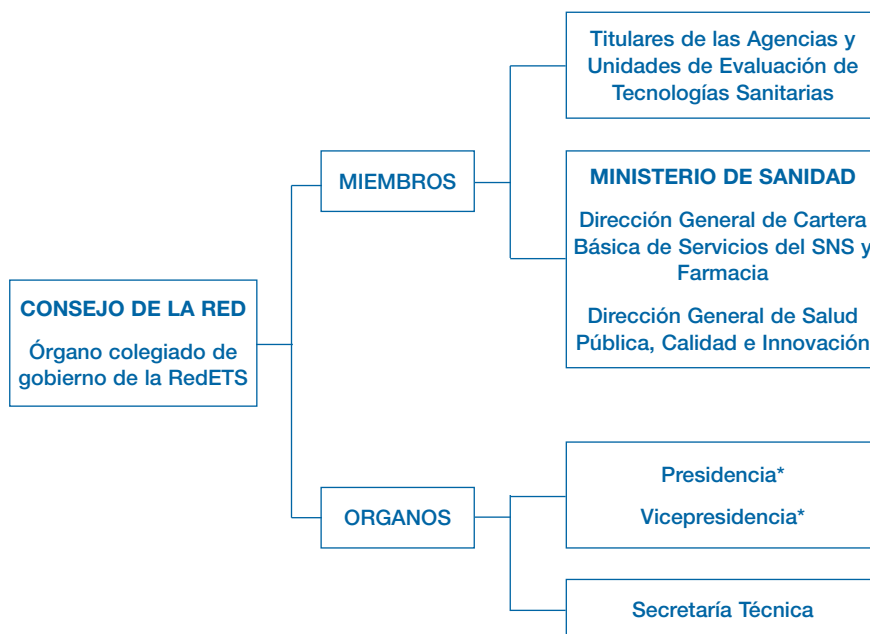 Titulares de las Agencias y
Unidades de Evaluación de
Tecnologías Sanitarias
MIEMBROS
MINISTERIO DE SANIDAD
Dirección General de Cartera
Básica de Servicios del SNS y
Farmacia
Dirección General de Salud
Pública, Calidad e Innovación
CONSEJO DE LA RED
Órgano colegiado de
gobierno de la RedETS
ORGANOS
Presidencia*
Vicepresidencia*
Secretaría Técnica